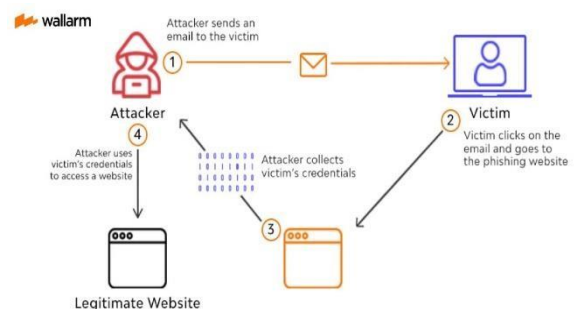 wallarm
Attacker sends an
email to the victim
1
Attacker
Victim
4
2
Attacker uses
victim's credentials
to access a website
Attacker collects
victim's credentials
Victim clicks on the
email and goes to
the phishing website
3
Legitimate Website